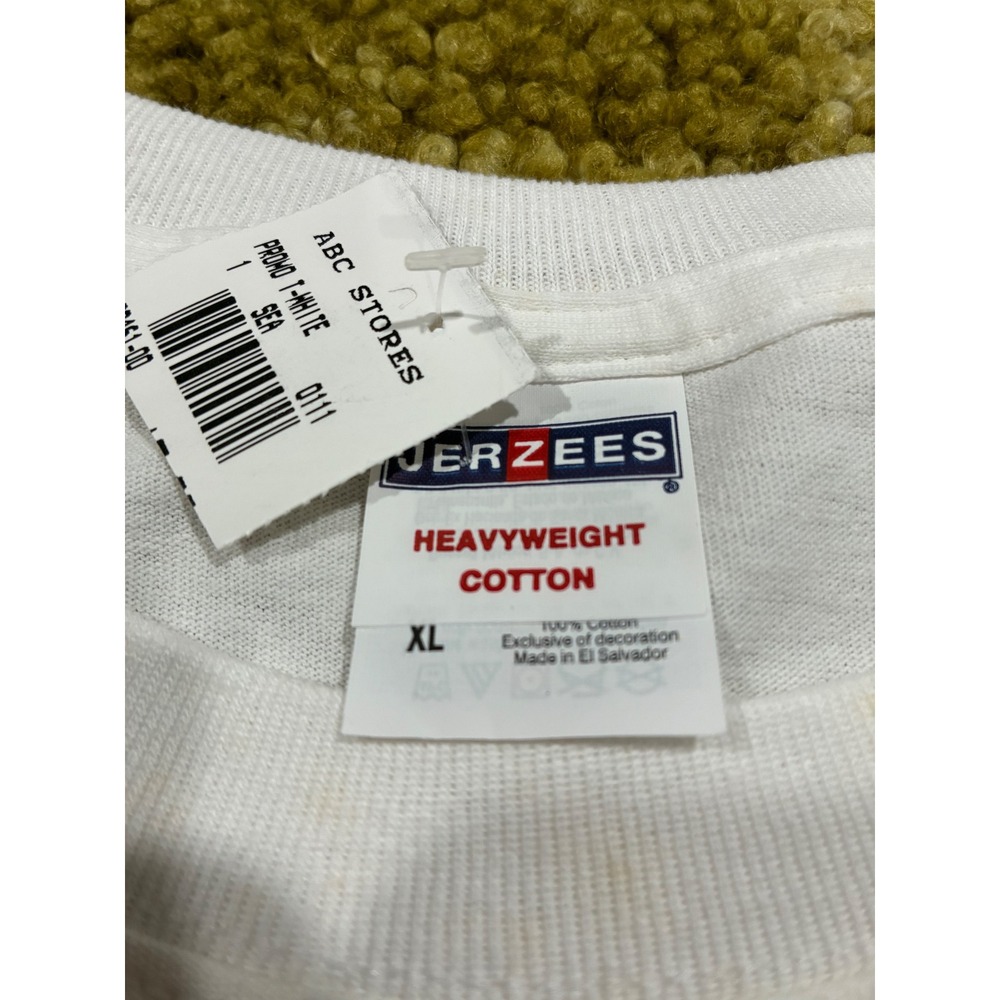 ABC STORES
PROMO T-WHITE
1 SEA 0111
JERZEES
®
HEAVYWEIGHT
COTTON
XL
100% Cotton
Exclusive of decoration
Made in El Salvador